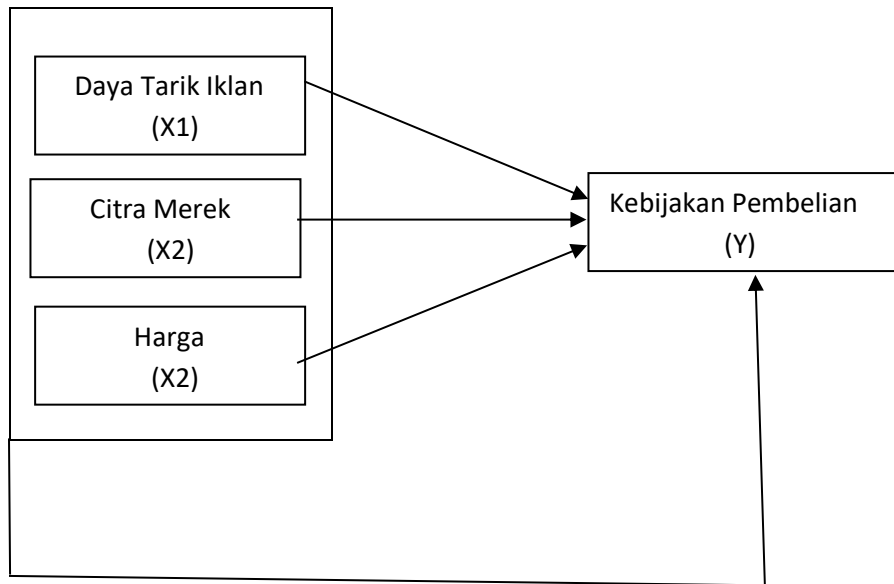 Daya Tarik Iklan
(X1)
Citra Merek
(X2)
Harga
(X2)
Kebijakan Pembelian
(Y)